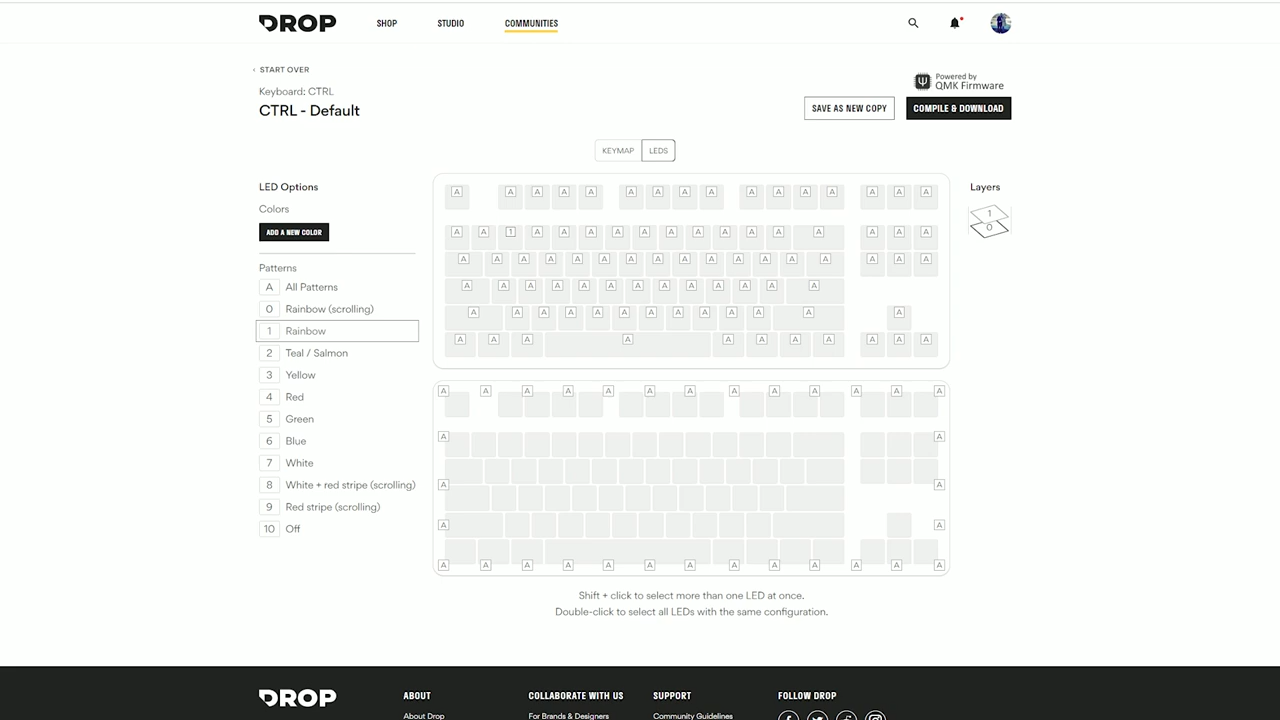 DROP
SHOP
STUDIO
COMMUNITIES
‹ START OVER
Keyboard: CTRL
CTRL - Default
Powered by
QMK Firmware
SAVE AS NEW COPY
COMPILE & DOWNLOAD
KEYMAP
LEDS
LED Options
Colors
ADD A NEW COLOR
Patterns
A All Patterns
0 Rainbow (scrolling)
1 Rainbow
2 Teal / Salmon
3 Yellow
4 Red
5 Green
6 Blue
7 White
8 White + red stripe (scrolling)
9 Red stripe (scrolling)
10 Off
A A A A A A A A A A A A A A A A
A A 1 A A A A A A A A A A A A A A
A A A A A A A A A A A A A A A A A
A A A A A A A A A A A A A
A A A A A A A A A A A A A
A A A A A A A A A A A
A A A A A A A A A A A A A
A A
A A
A A
A A A A A A A A A A A A A
Layers
1
0
Shift + click to select more than one LED at once.
Double-click to select all LEDs with the same configuration.
DROP
ABOUT
About Drop
COLLABORATE WITH US
For Brands & Designers
SUPPORT
Community Guidelines
FOLLOW DROP